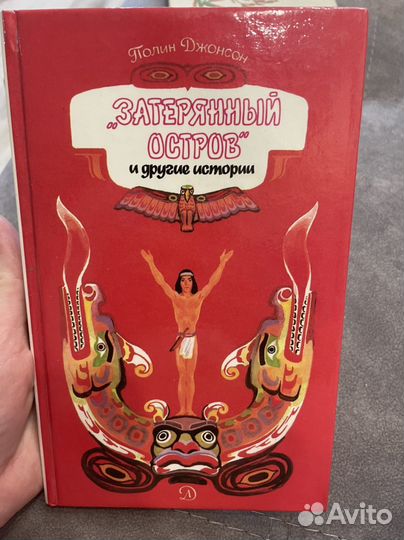 Полин Джонсон
"ЗАТЕРЯННЫЙ
ОСТРОВ"
и другие истории
Д
Avito